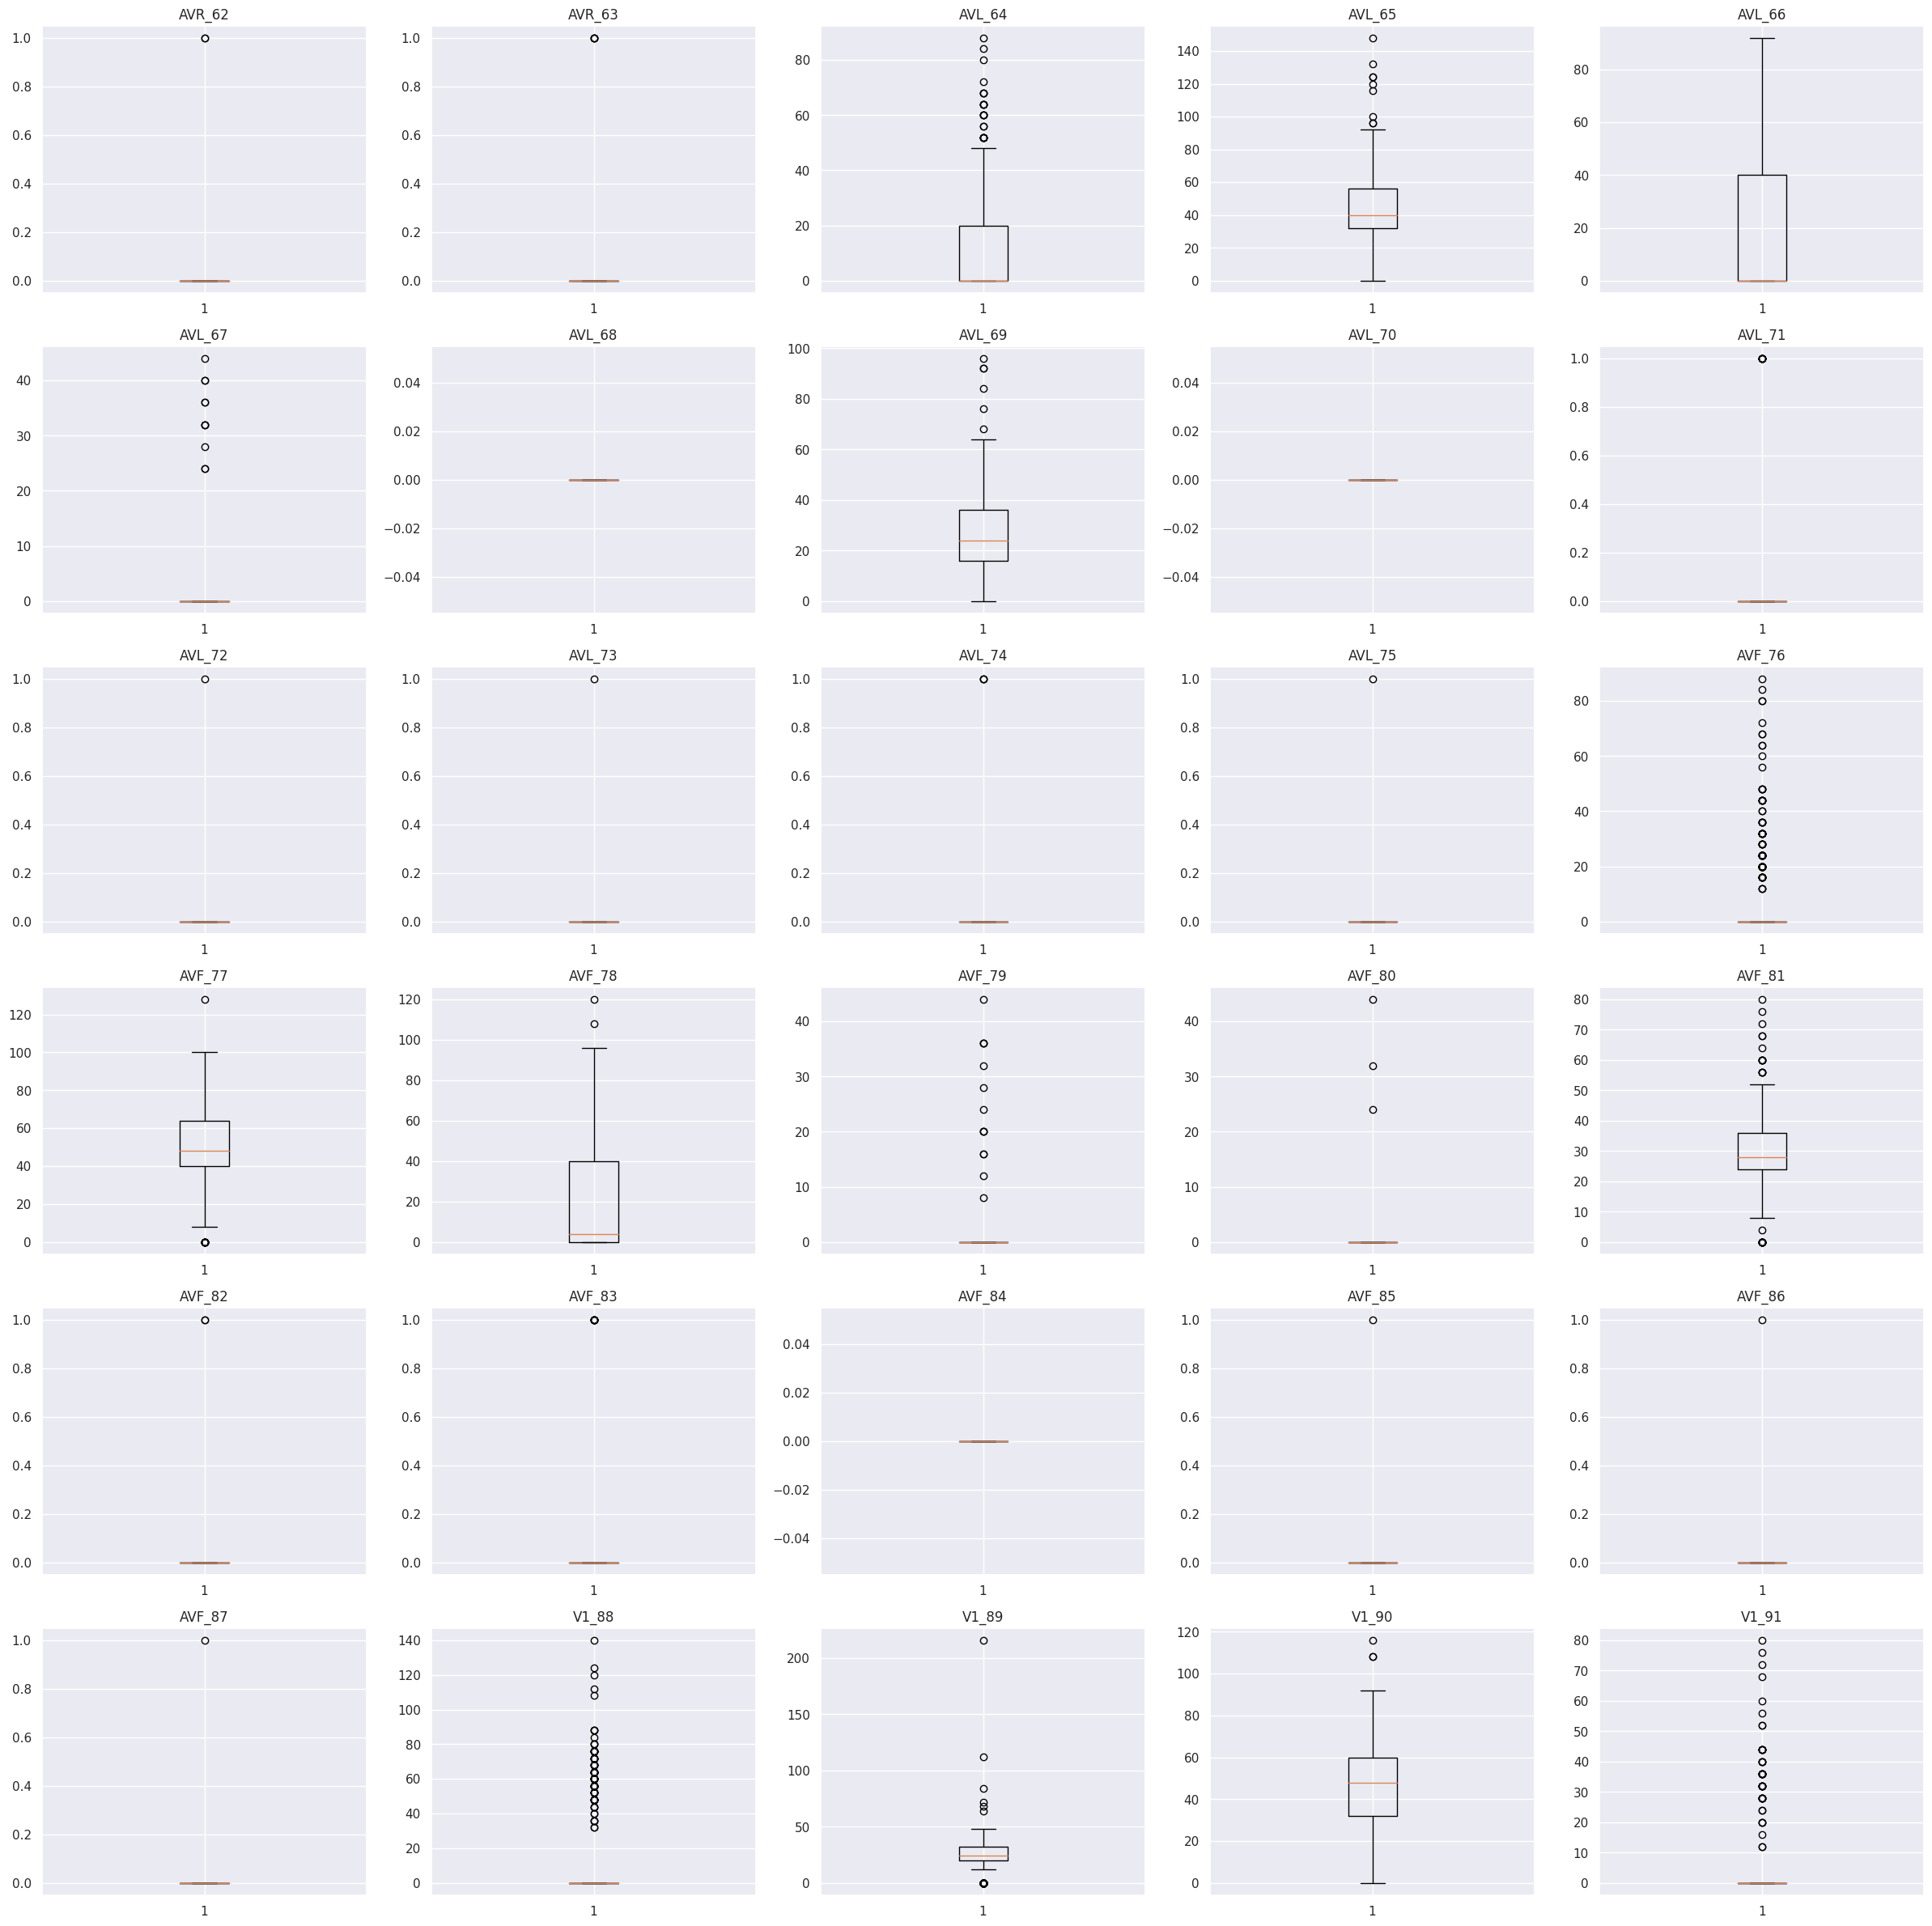 AVR_62 AVR_63 AVL_64 AVL_65 AVL_66
1.0 0.8 0.6 0.4 0.2 0.0 1
1.0 0.8 0.6 0.4 0.2 0.0 1
80 60 40 20 0 1
140 120 100 80 60 40 20 0 1
80 60 40 20 0 1
AVL_67 AVL_68 AVL_69 AVL_70 AVL_71
40 30 20 10 0 1
0.04 0.02 0.00 −0.02 −0.04 1
100 80 60 40 20 0 1
0.04 0.02 0.00 −0.02 −0.04 1
1.0 0.8 0.6 0.4 0.2 0.0 1
AVL_72 AVL_73 AVL_74 AVL_75 AVF_76
1.0 0.8 0.6 0.4 0.2 0.0 1
1.0 0.8 0.6 0.4 0.2 0.0 1
1.0 0.8 0.6 0.4 0.2 0.0 1
1.0 0.8 0.6 0.4 0.2 0.0 1
80 60 40 20 0 1
AVF_77 AVF_78 AVF_79 AVF_80 AVF_81
120 100 80 60 40 20 0 1
120 100 80 60 40 20 0 1
40 30 20 10 0 1
40 30 20 10 0 1
80 70 60 50 40 30 20 10 0 1
AVF_82 AVF_83 AVF_84 AVF_85 AVF_86
1.0 0.8 0.6 0.4 0.2 0.0 1
1.0 0.8 0.6 0.4 0.2 0.0 1
0.04 0.02 0.00 −0.02 −0.04 1
1.0 0.8 0.6 0.4 0.2 0.0 1
1.0 0.8 0.6 0.4 0.2 0.0 1
AVF_87 V1_88 V1_89 V1_90 V1_91
1.0 0.8 0.6 0.4 0.2 0.0 1
140 120 100 80 60 40 20 0 1
200 150 100 50 0 1
120 100 80 60 40 20 0 1
80 70 60 50 40 30 20 10 0 1